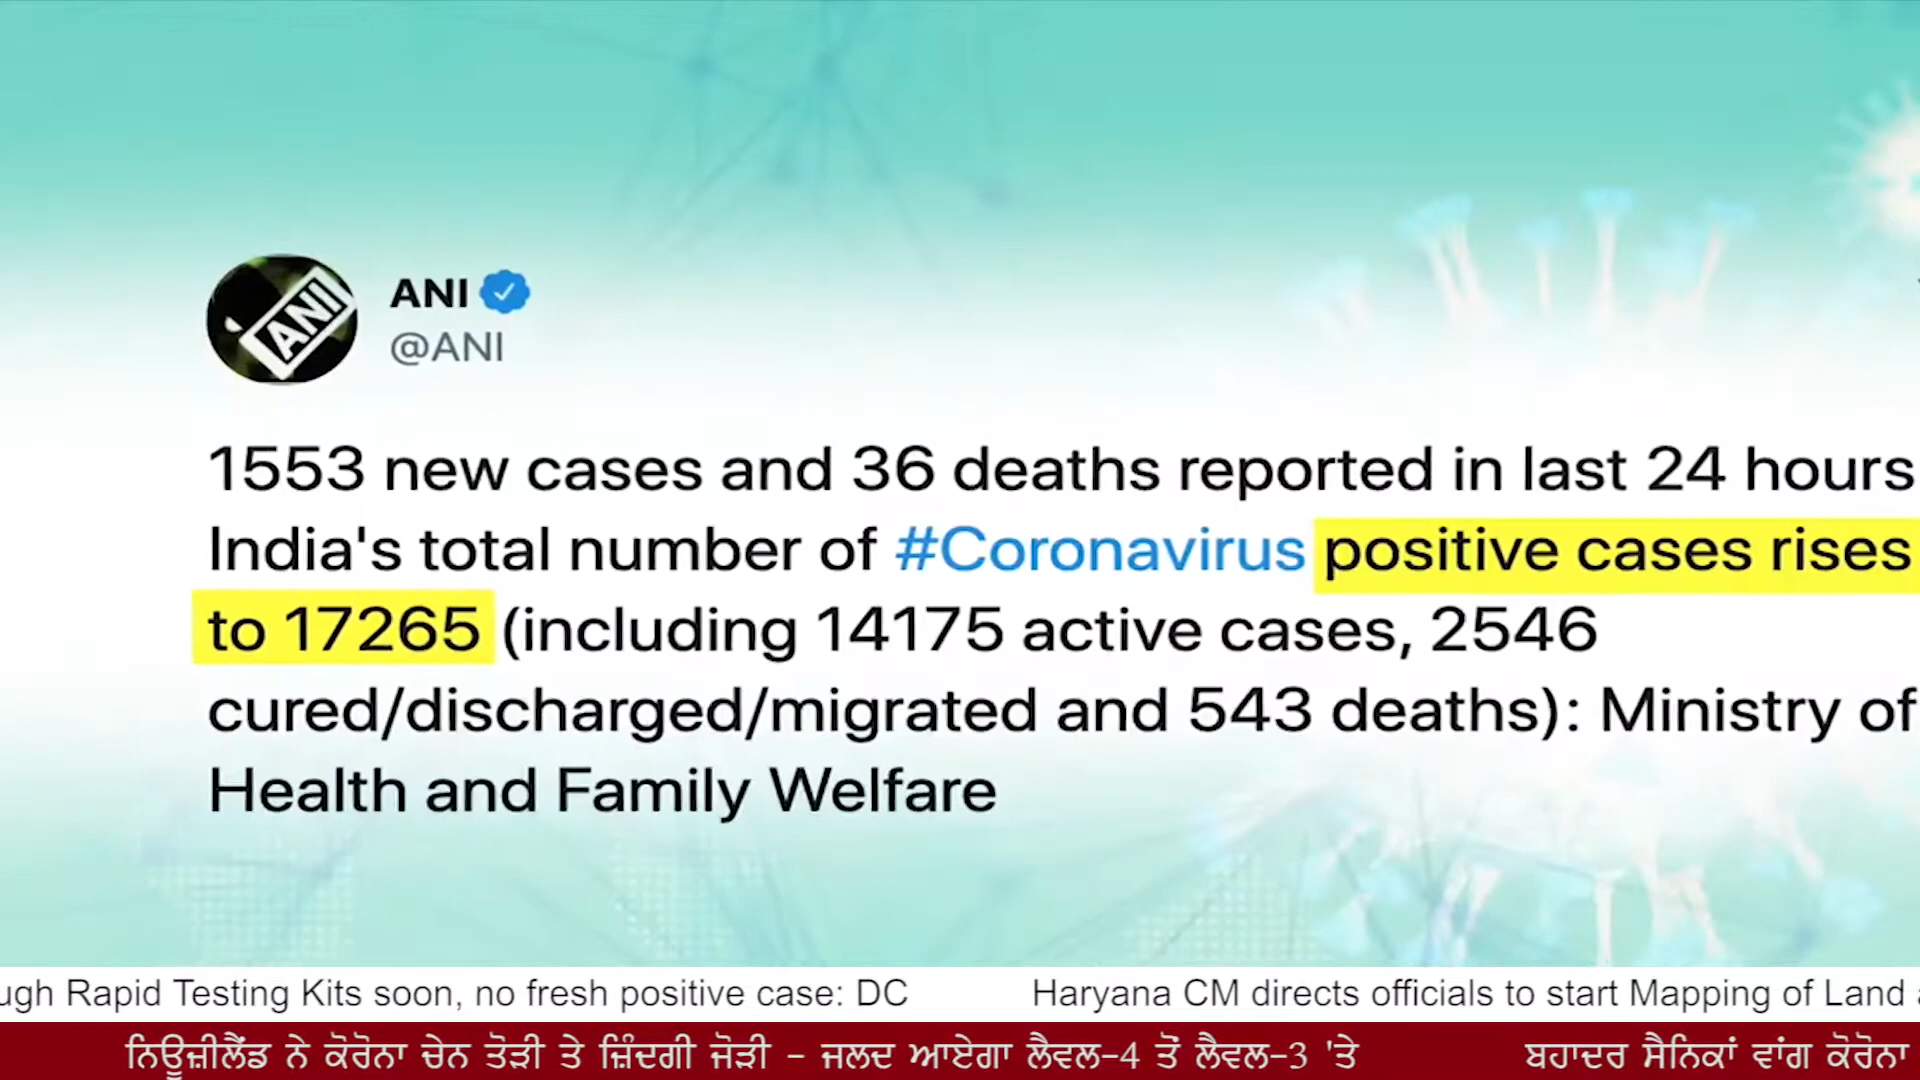 ANI
ANI
@ANI
1553 new cases and 36 deaths reported in last 24 hours
India's total number of #Coronavirus positive cases rises
to 17265 (including 14175 active cases, 2546
cured/discharged/migrated and 543 deaths): Ministry of
Health and Family Welfare
ugh Rapid Testing Kits soon, no fresh positive case: DC Haryana CM directs officials to start Mapping of Land
ਨਿਊਜ਼ੀਲੈਂਡ ਨੇ ਕੋਰੋਨਾ ਚੇਨ ਤੋੜੀ ਤੇ ਜ਼ਿੰਦਗੀ ਜੋੜੀ - ਜਲਦ ਆਏਗਾ ਲੈਵਲ-4 ਤੋਂ ਲੈਵਲ-3 'ਤੇ ਬਹਾਦਰ ਸੈਨਿਕਾਂ ਵਾਂਗ ਕੋਰੋਨਾ